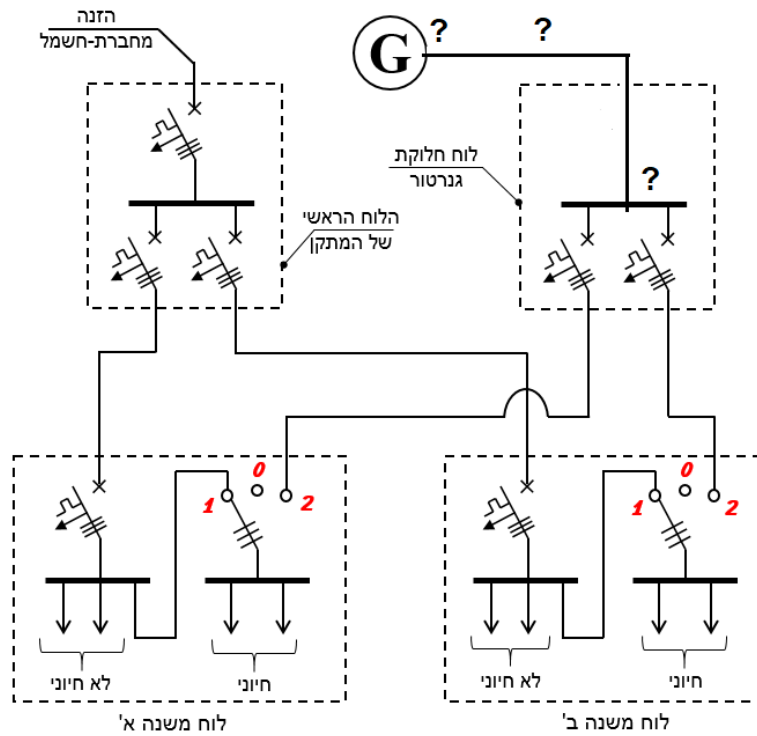 הזנה
מחברת-חשמל
G
?
?
?
לוח חלוקת
גנרטור
הלוח הראשי
של המתקן
0
1
2
0
1
2
לא חיוני
חיוני
לא חיוני
חיוני
לוח משנה א'
לוח משנה ב'